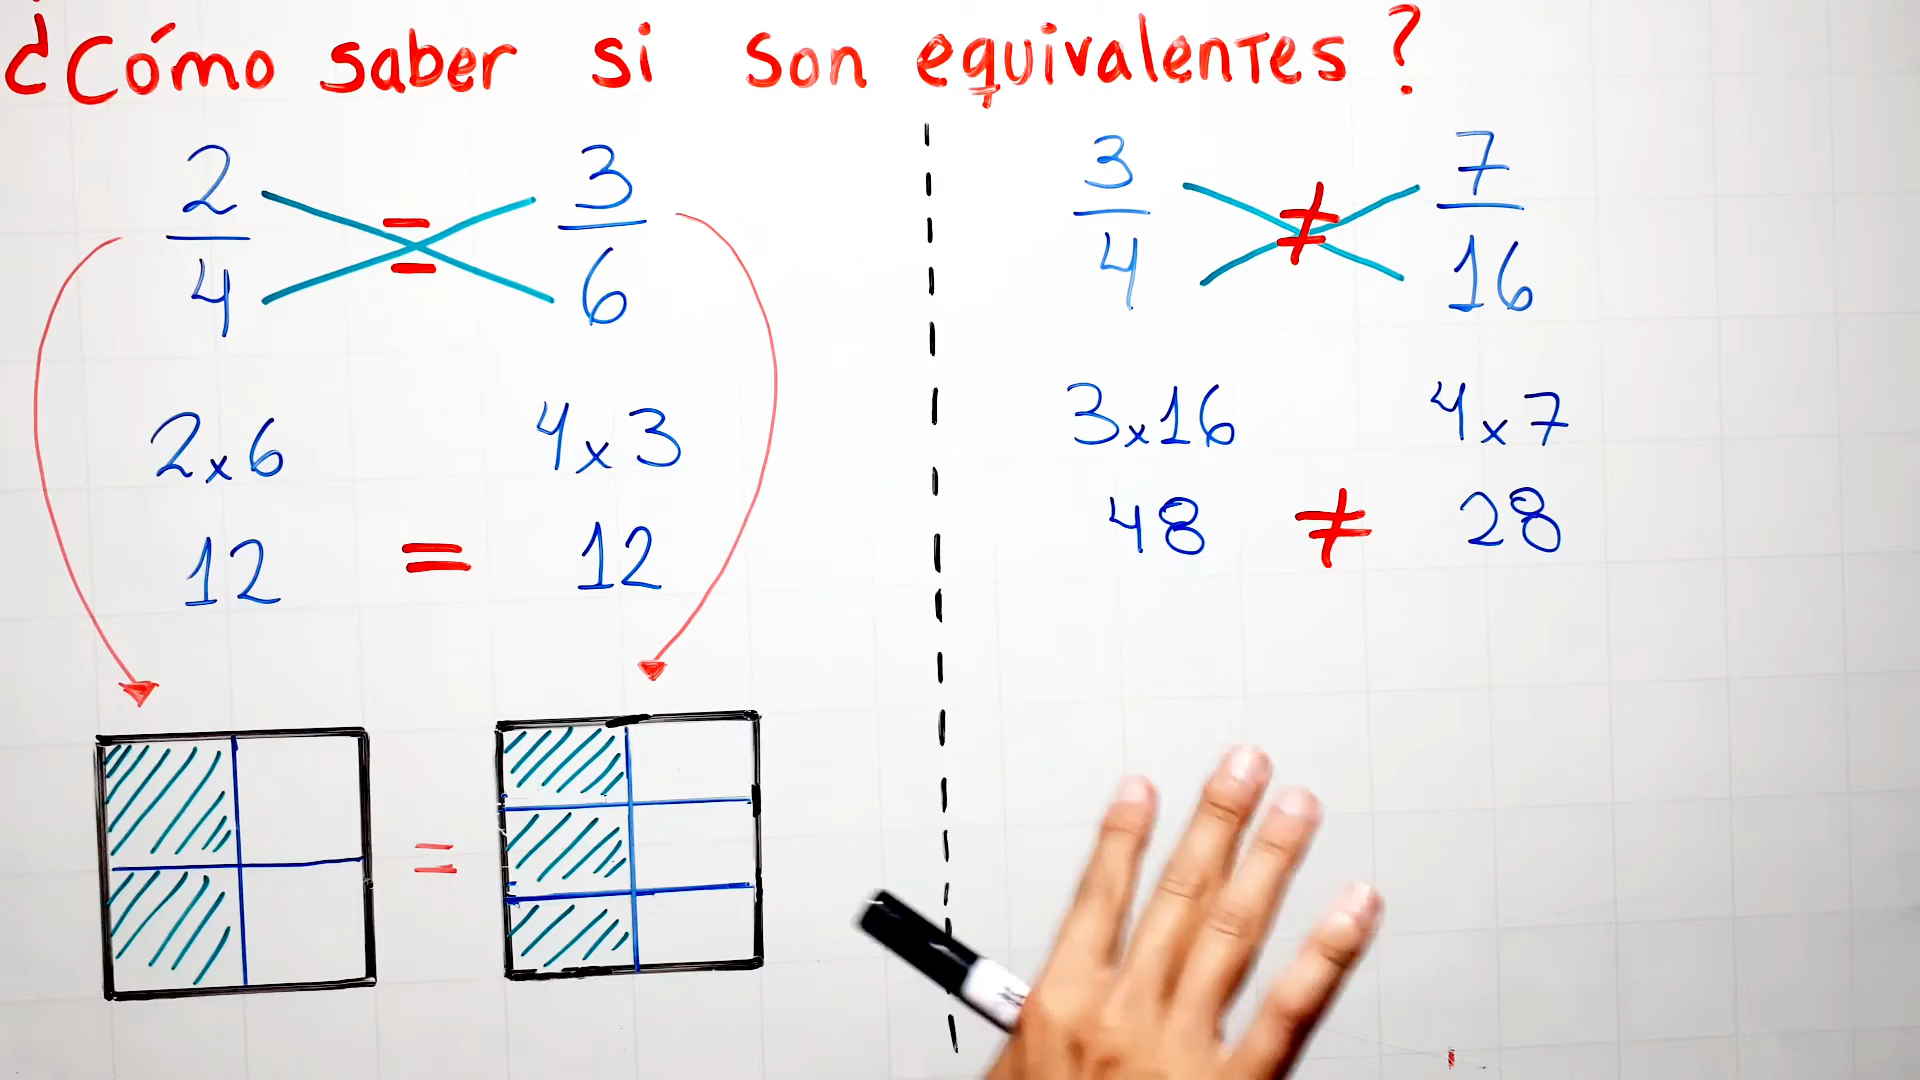 ¿Cómo saber si son equivalentes?
2/4 = 3/6
2x6 4x3
12 = 12
=
3/4 ≠ 7/16
3x16 4x7
48 ≠ 28